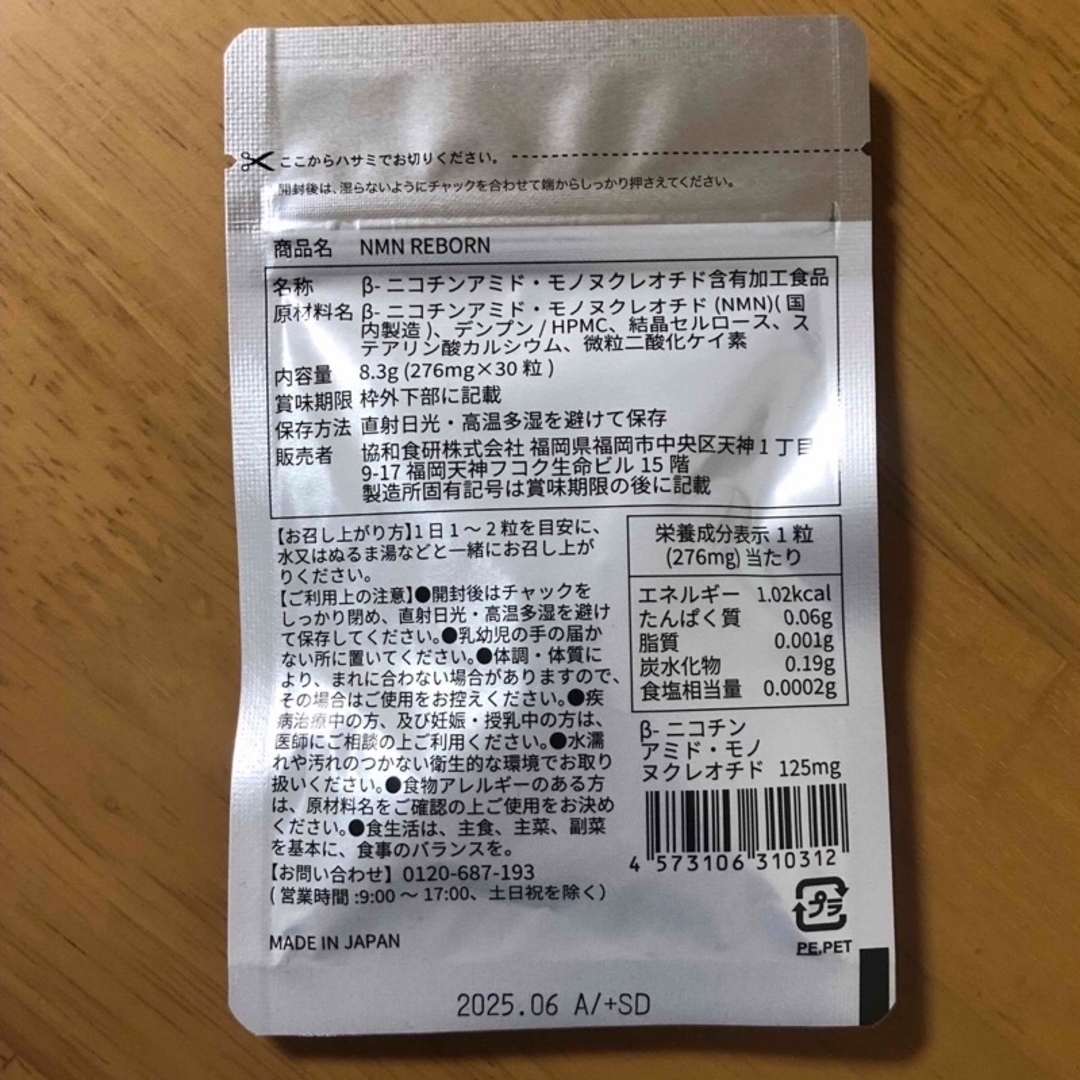 ここからハサミでお切りください。
開封後は、湿らないようにチャックを合わせて端からしっかり押さえてください。
商品名 NMN REBORN
名称 β- ニコチンアミド・モノヌクレオチド含有加工食品
原材料名 β- ニコチンアミド・モノヌクレオチド (NMN)( 国
内製造 )、デンプン / HPMC、結晶セルロース、ス
テアリン酸カルシウム、微粒二酸化ケイ素
内容量 8.3g (276mg×30 粒 )
賞味期限 枠外下部に記載
保存方法 直射日光・高温多湿を避けて保存
販売者 協和食研株式会社 福岡県福岡市中央区天神 1 丁目
9-17 福岡天神フコク生命ビル 15 階
製造所固有記号は賞味期限の後に記載
【お召し上がり方】1 日 1 ～ 2 粒を目安に、
水又はぬるま湯などと一緒にお召し上が
りください。
【ご利用上の注意】●開封後はチャックを
しっかり閉め、直射日光・高温多湿を避け
て保存してください。●乳幼児の手の届か
ない所に置いてください。●体調・体質に
より、まれに合わない場合がありますので、
その場合はご使用をお控えください。●疾
病治療中の方、及び妊娠・授乳中の方は、
医師にご相談の上ご利用ください。●水濡
れや汚れのつかない衛生的な環境でお取り
扱いください。●食物アレルギーのある方
は、原材料名をご確認の上ご使用をお決め
ください。●食生活は、主食、主菜、副菜
を基本に、食事のバランスを。
【お問い合わせ】0120-687-193
( 営業時間 :9:00 ～ 17:00、土日祝を除く )
MADE IN JAPAN
栄養成分表示 1 粒
(276mg) 当たり
エネルギー 1.02kcal
たんぱく質 0.06g
脂質 0.001g
炭水化物 0.19g
食塩相当量 0.0002g
β- ニコチン
アミド・モノ
ヌクレオチド 125mg
4 573106 310312
プラ
PE,PET
2025.06 A/+SD